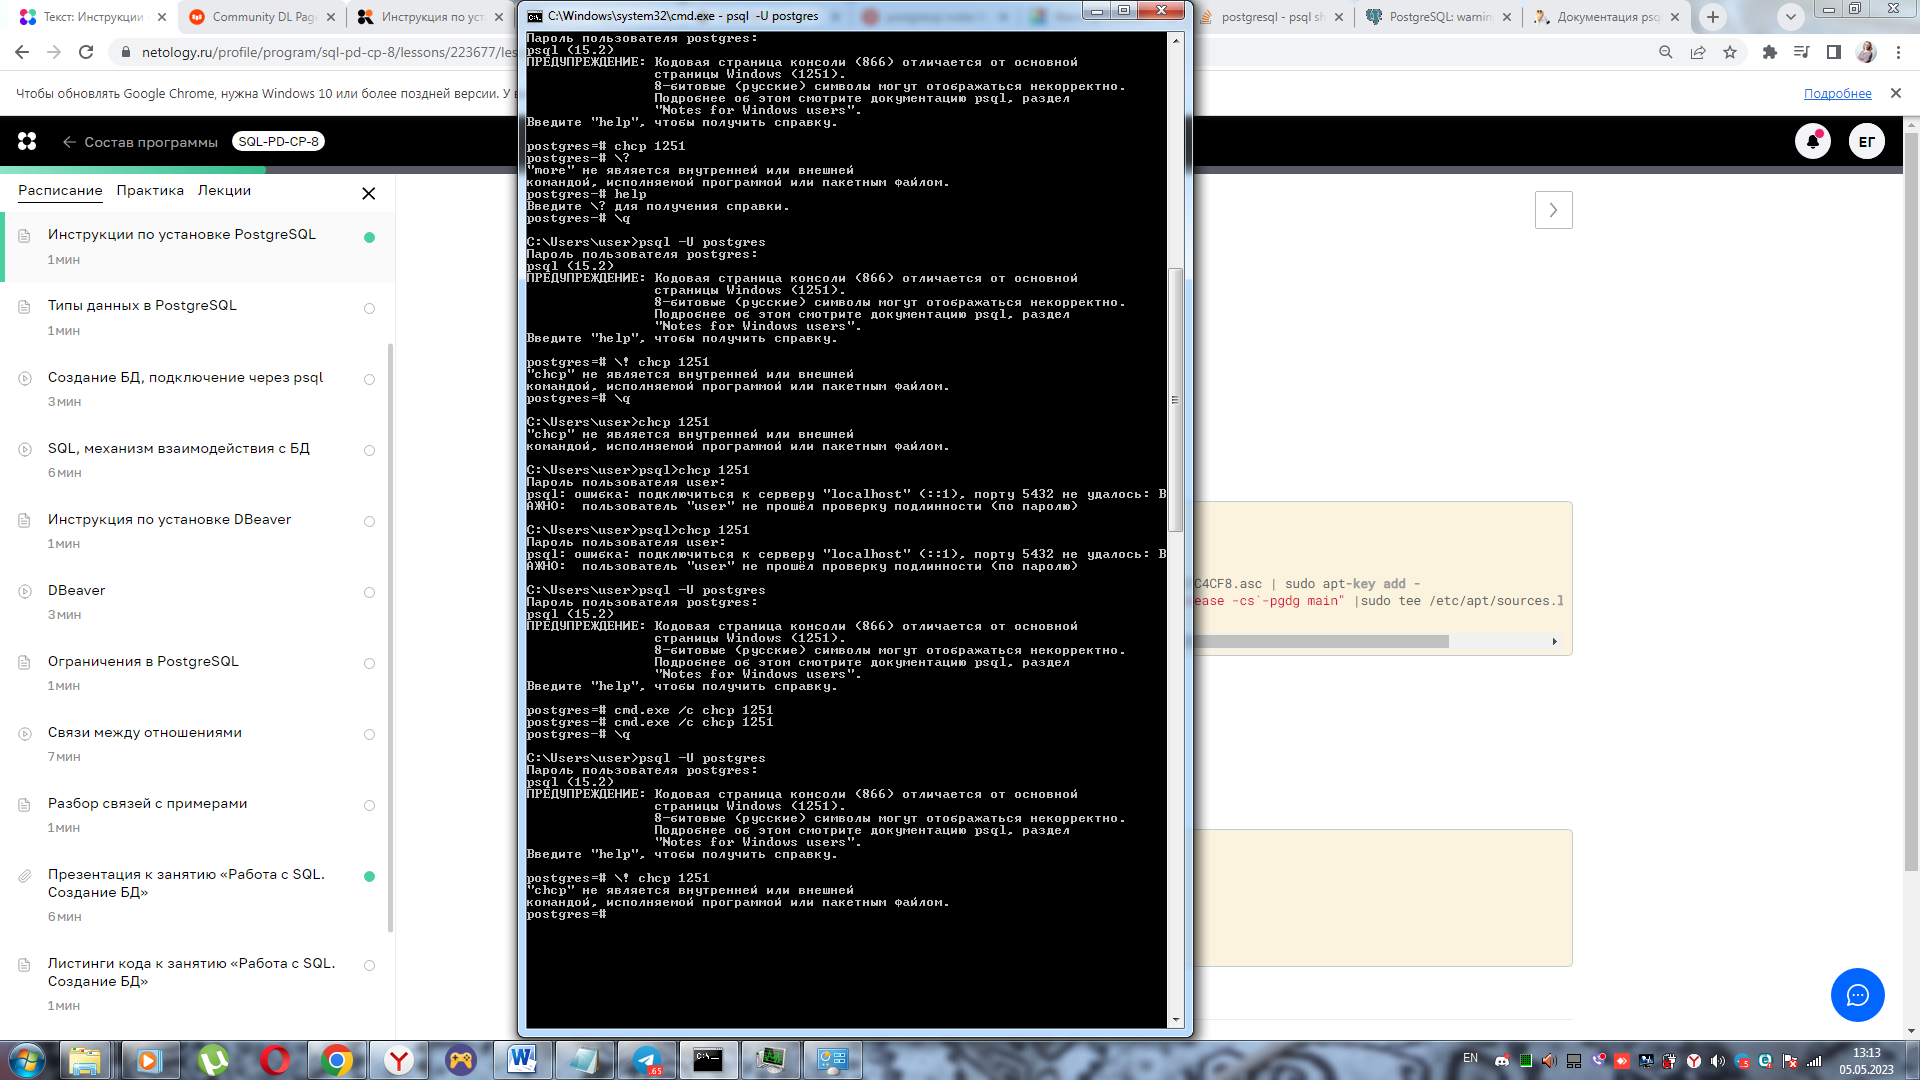 Текст: Инструкции
Community DL Page
Инструкция по уст
postgresql - psql sh
PostgreSQL: warnin
Документация psq
netology.ru/profile/program/sql-pd-cp-8/lessons/223677/les
Чтобы обновлять Google Chrome, нужна Windows 10 или более поздней версии. У в
Подробнее
Состав программы
SQL-PD-CP-8
ЕГ
Расписание Практика Лекции
Инструкции по установке PostgreSQL
1мин
Типы данных в PostgreSQL
1мин
Создание БД, подключение через psql
3мин
SQL, механизм взаимодействия с БД
6мин
Инструкция по установке DBeaver
1мин
DBeaver
3мин
Ограничения в PostgreSQL
1мин
Связи между отношениями
7мин
Разбор связей с примерами
1мин
Презентация к занятию «Работа с SQL.
Создание БД»
6мин
Листинги кода к занятию «Работа с SQL.
Создание БД»
1мин
C:\Windows\system32\cmd.exe - psql -U postgres
Пароль пользователя postgres:
psql (15.2)
ПРЕДУПРЕЖДЕНИЕ: Кодовая страница консоли (866) отличается от основной
страницы Windows (1251).
8-битовые (русские) символы могут отображаться некорректно.
Подробнее об этом смотрите документацию psql, раздел
"Notes for Windows users".
Введите "help", чтобы получить справку.
postgres=# chcp 1251
postgres-# \?
"more" не является внутренней или внешней
командой, исполняемой программой или пакетным файлом.
postgres-# help
Введите \? для получения справки.
postgres-# \q
C:\Users\user>psql -U postgres
Пароль пользователя postgres:
psql (15.2)
ПРЕДУПРЕЖДЕНИЕ: Кодовая страница консоли (866) отличается от основной
страницы Windows (1251).
8-битовые (русские) символы могут отображаться некорректно.
Подробнее об этом смотрите документацию psql, раздел
"Notes for Windows users".
Введите "help", чтобы получить справку.
postgres=# \! chcp 1251
"chcp" не является внутренней или внешней
командой, исполняемой программой или пакетным файлом.
postgres=# \q
C:\Users\user>chcp 1251
"chcp" не является внутренней или внешней
командой, исполняемой программой или пакетным файлом.
C:\Users\user>psql>chcp 1251
Пароль пользователя user:
psql: ошибка: подключиться к серверу "localhost" (::1), порту 5432 не удалось: В
АЖНО:  пользователь "user" не прошёл проверку подлинности (по паролю)
C:\Users\user>psql>chcp 1251
Пароль пользователя user:
psql: ошибка: подключиться к серверу "localhost" (::1), порту 5432 не удалось: В
АЖНО:  пользователь "user" не прошёл проверку подлинности (по паролю)
C:\Users\user>psql -U postgres
Пароль пользователя postgres:
psql (15.2)
ПРЕДУПРЕЖДЕНИЕ: Кодовая страница консоли (866) отличается от основной
страницы Windows (1251).
8-битовые (русские) символы могут отображаться некорректно.
Подробнее об этом смотрите документацию psql, раздел
"Notes for Windows users".
Введите "help", чтобы получить справку.
postgres=# cmd.exe /c chcp 1251
postgres-# cmd.exe /c chcp 1251
postgres-# \q
C:\Users\user>psql -U postgres
Пароль пользователя postgres:
psql (15.2)
ПРЕДУПРЕЖДЕНИЕ: Кодовая страница консоли (866) отличается от основной
страницы Windows (1251).
8-битовые (русские) символы могут отображаться некорректно.
Подробнее об этом смотрите документацию psql, раздел
"Notes for Windows users".
Введите "help", чтобы получить справку.
postgres=# \! chcp 1251
"chcp" не является внутренней или внешней
командой, исполняемой программой или пакетным файлом.
postgres=#
C4CF8.asc | sudo apt-key add -
ease -cs`-pgdg main" |sudo tee /etc/apt/sources.l
EN
13:13
05.05.2023